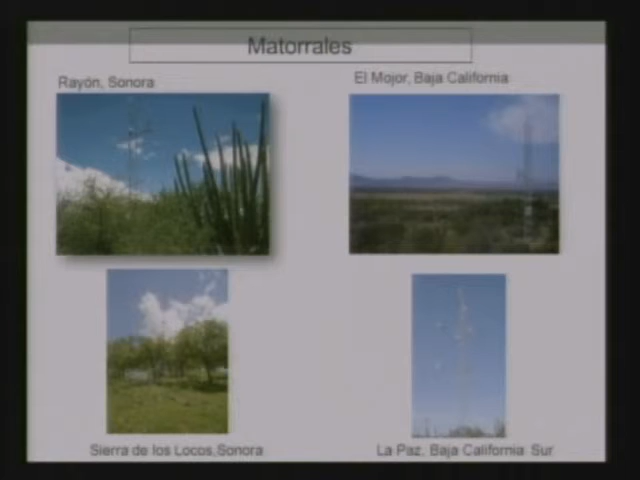 Matorrales
Rayón, Sonora
El Mojor, Baja California
Sierra de los Locos,Sonora
La Paz, Baja California Sur